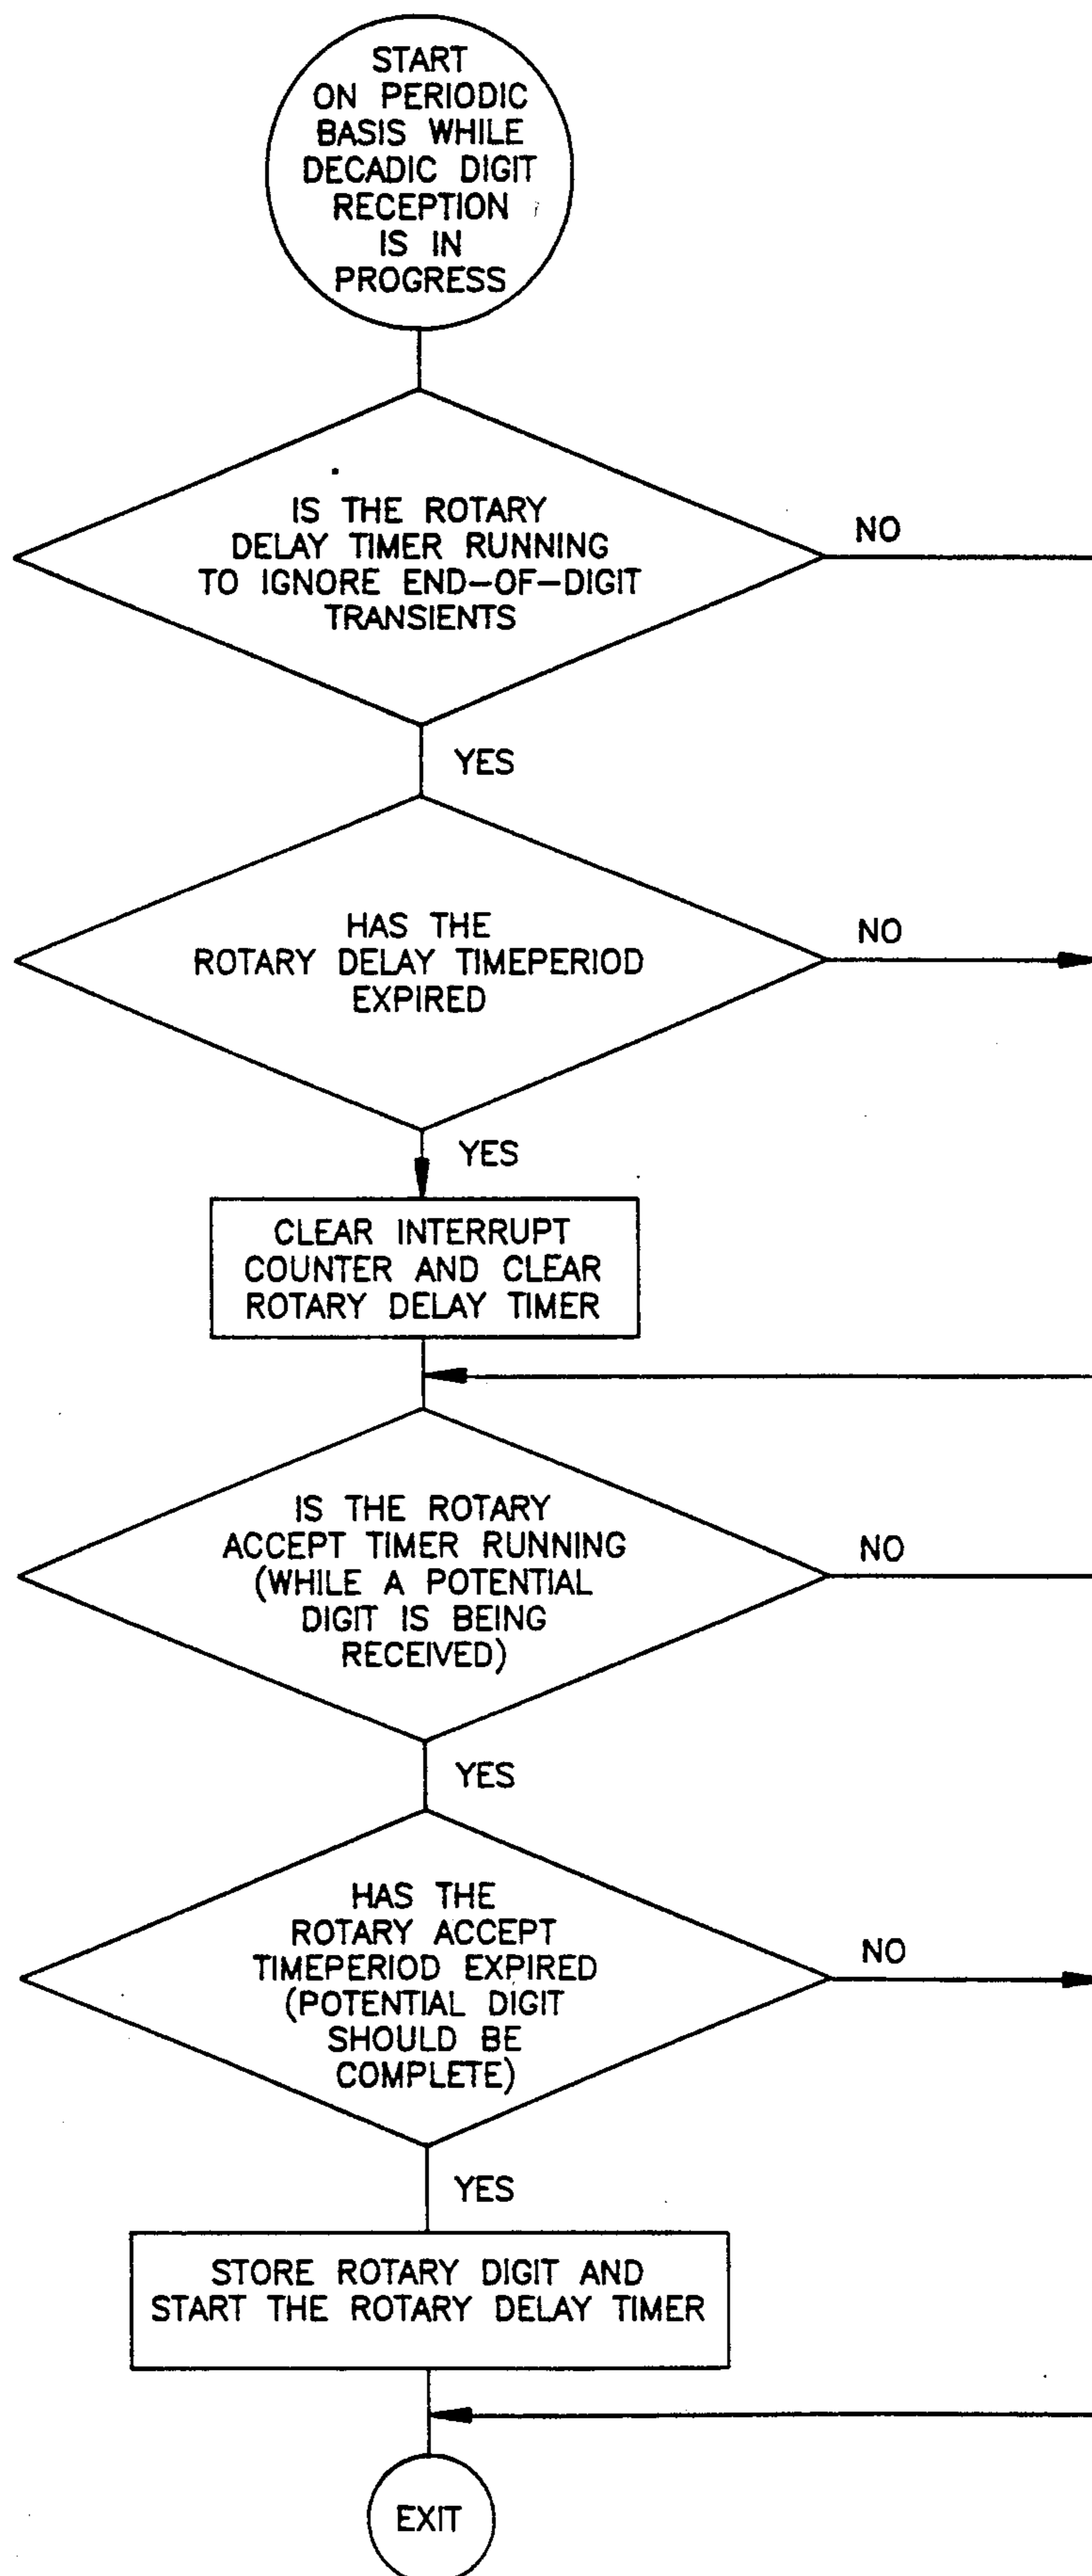 START
ON PERIODIC
BASIS WHILE
DECADIC DIGIT
RECEPTION
IS IN
PROGRESS
IS THE ROTARY
DELAY TIMER RUNNING
TO IGNORE END-OF-DIGIT
TRANSIENTS
NO
YES
HAS THE
ROTARY DELAY TIMEPERIOD
EXPIRED
NO
YES
CLEAR INTERRUPT
COUNTER AND CLEAR
ROTARY DELAY TIMER
IS THE ROTARY
ACCEPT TIMER RUNNING
(WHILE A POTENTIAL
DIGIT IS BEING
RECEIVED)
NO
YES
HAS THE
ROTARY ACCEPT
TIMEPERIOD EXPIRED
(POTENTIAL DIGIT
SHOULD BE
COMPLETE)
NO
YES
STORE ROTARY DIGIT AND
START THE ROTARY DELAY TIMER
EXIT